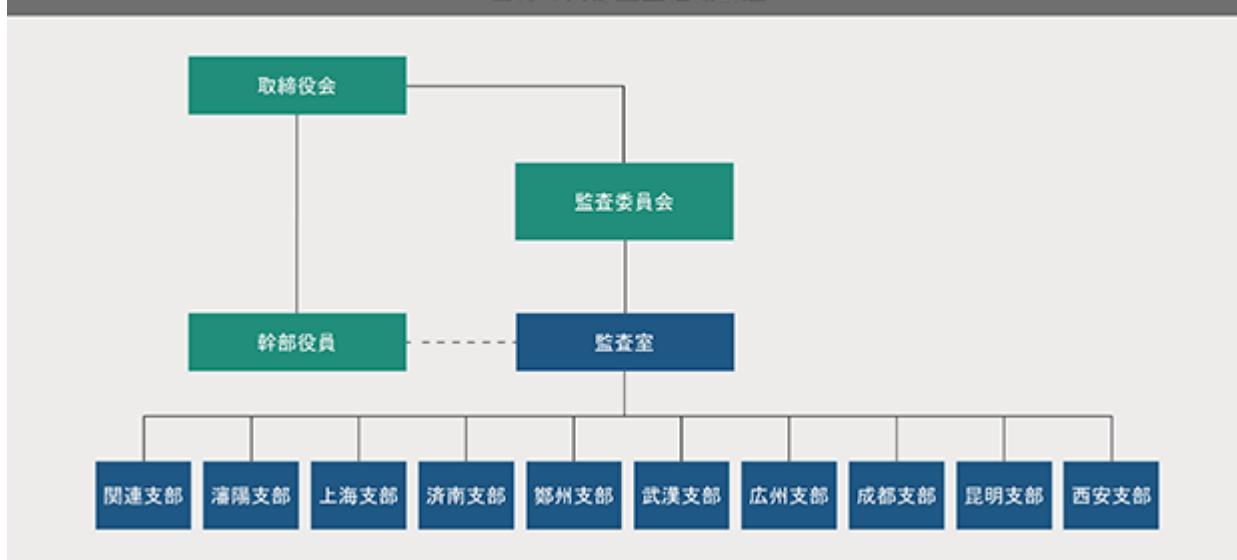 取締役会
監査委員会
幹部役員
監査室
関連支部
瀋陽支部
上海支部
済南支部
鄭州支部
武漢支部
広州支部
成都支部
昆明支部
西安支部